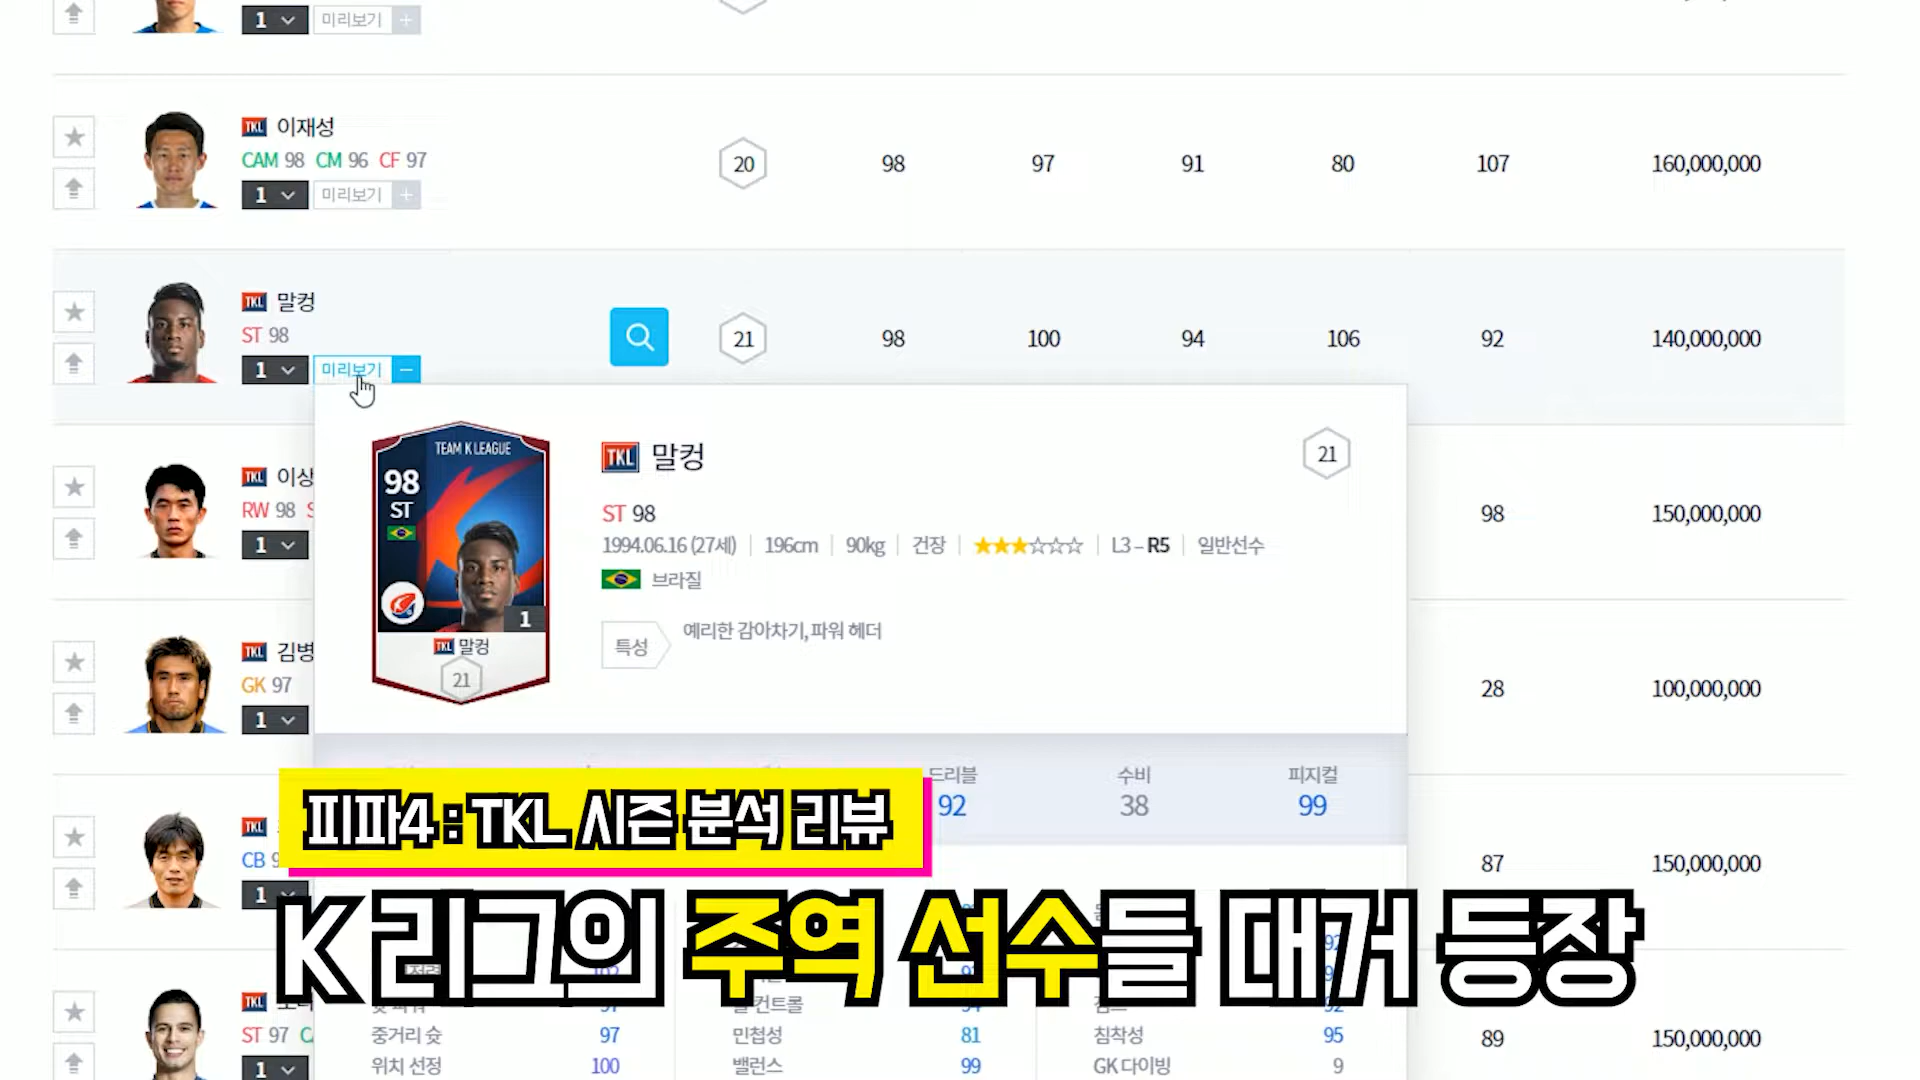 1 미리보기
TKL 이재성
CAM 98 CM 96 CF 97
1 미리보기
20 98 97 91 80 107 160,000,000
TKL 말컹
ST 98
1 미리보기
21 98 100 94 106 92 140,000,000
TEAM K LEAGUE
98
ST
1
TKL 말컹
21
TKL 말컹
21
ST 98
1994.06.16 (27세) 196cm 90kg 건장 L3 – R5 일반선수
브라질
특성 예리한 감아차기, 파워 헤더
TKL 이상
RW 98
1
98 150,000,000
TKL 김병
GK 97
1
28 100,000,000
드리블 수비 피지컬
92 38 99
TKL
CB
1
87 150,000,000
피파4 : TKL 시즌 분석 리뷰
K 리그의 주역 선수들 대거 등장
TKL
ST 97
1
89 150,000,000
중거리 슛 97 민첩성 81 침착성 95
위치 선정 100 밸런스 99 GK 다이빙 9